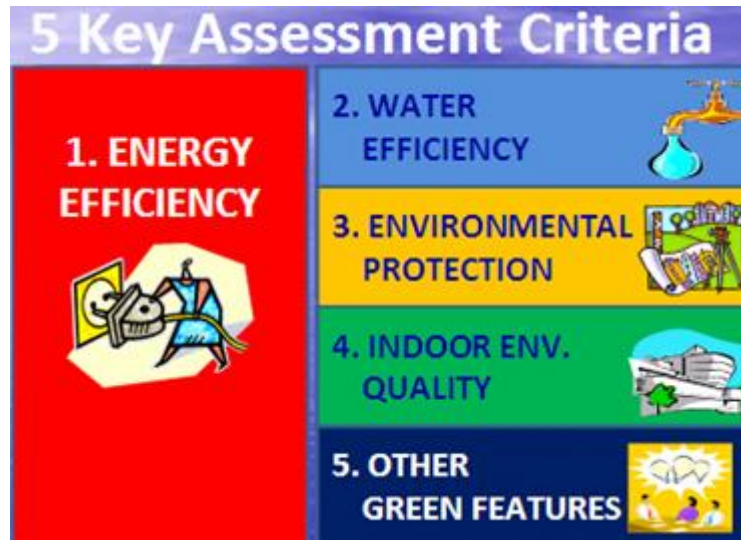 5 Key Assessment Criteria
1. ENERGY
EFFICIENCY
2. WATER
EFFICIENCY
3. ENVIRONMENTAL
PROTECTION
4. INDOOR ENV.
QUALITY
5. OTHER
GREEN FEATURES